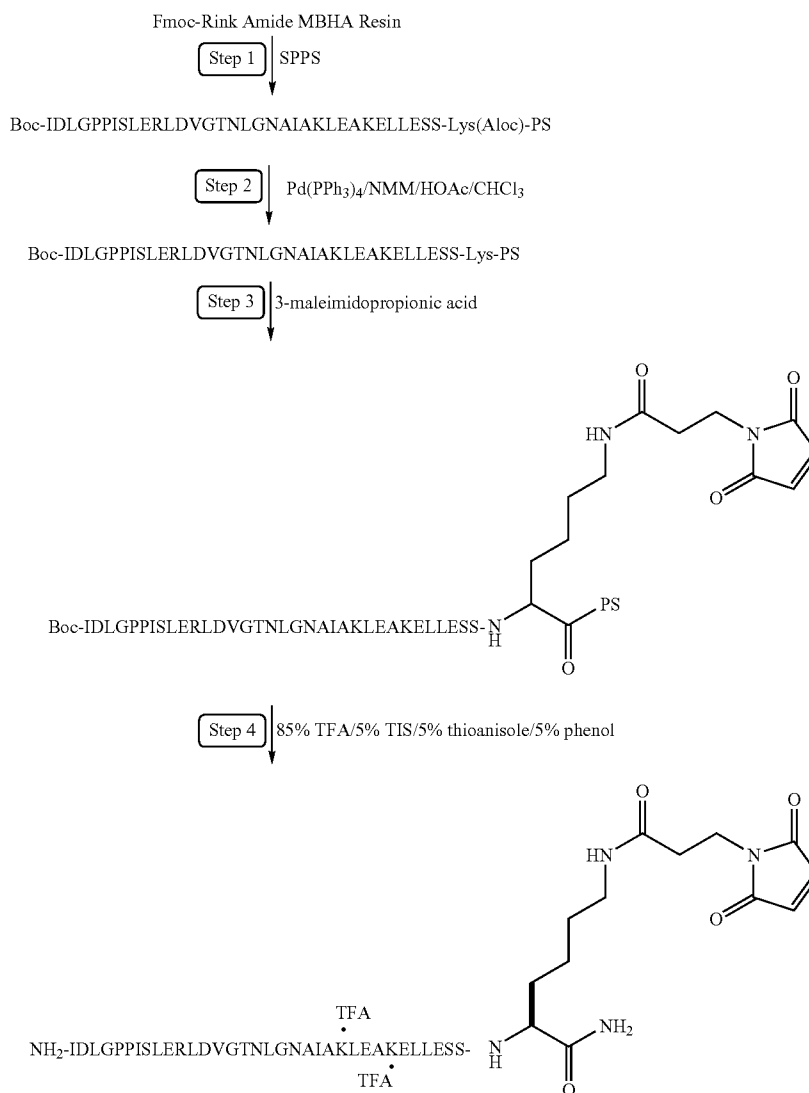 Fmoc-Rink Amide MBHA Resin
Step 1 SPPS
Boc-IDLGPPISLERLDVGTNLGNAIAKLEAKELLESS-Lys(Aloc)-PS
Step 2 Pd(PPh3)4/NMM/HOAc/CHCl3
Boc-IDLGPPISLERLDVGTNLGNAIAKLEAKELLESS-Lys-PS
Step 3 3-maleimidopropionic acid
O
O
HN
N
O
PS
Boc-IDLGPPISLERLDVGTNLGNAIAKLEAKELLESS-N
H
O
Step 4 85% TFA/5% TIS/5% thioanisole/5% phenol
O
O
HN
N
O
TFA
NH2
NH2-IDLGPPISLERLDVGTNLGNAIAKLEAKELLESS- N
H
TFA
O